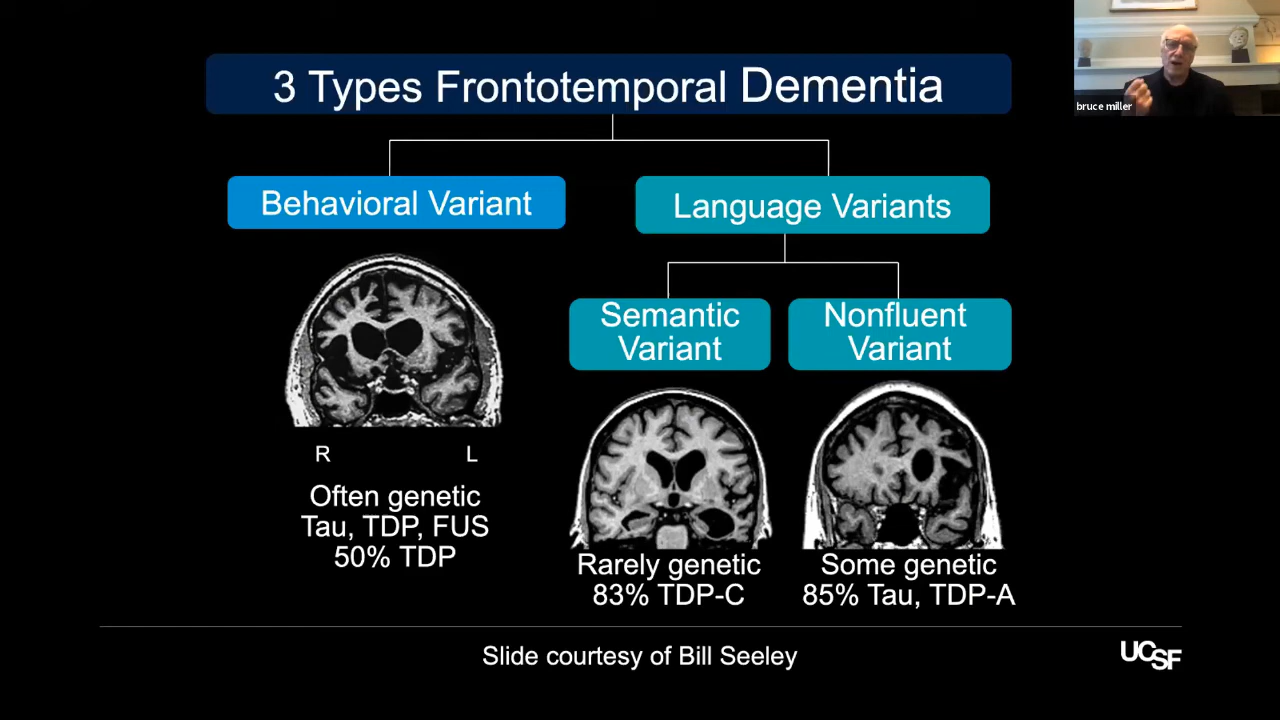 bruce miller
3 Types Frontotemporal Dementia
Behavioral Variant
Language Variants
Semantic
Variant
Nonfluent
Variant
R L
Often genetic
Tau, TDP, FUS
50% TDP
Rarely genetic
83% TDP-C
Some genetic
85% Tau, TDP-A
Slide courtesy of Bill Seeley
UCSF